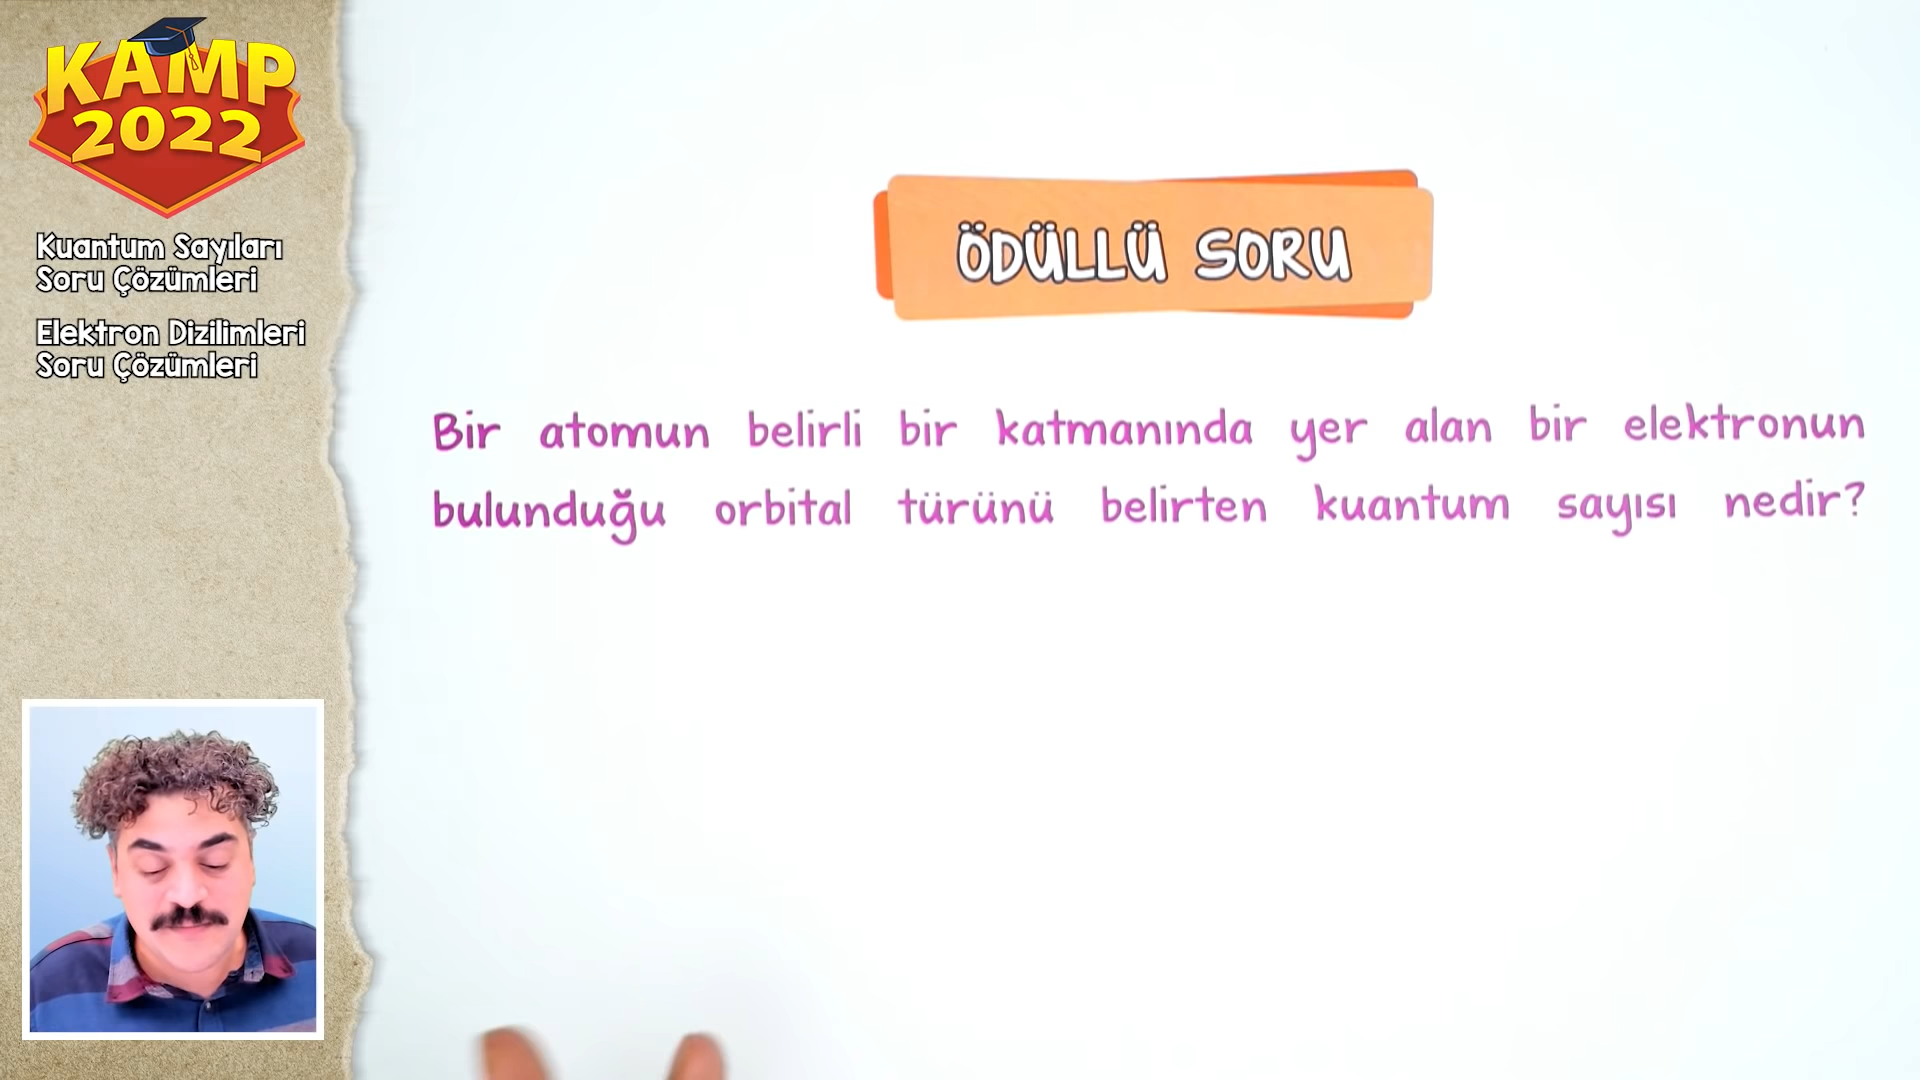 KAMP
2022
Kuantum Sayıları
Soru Çözümleri
Elektron Dizilimleri
Soru Çözümleri
ÖDÜLLÜ SORU
Bir atomun belirli bir katmanında yer alan bir elektronun
bulunduğu orbital türünü belirten kuantum sayısı nedir?